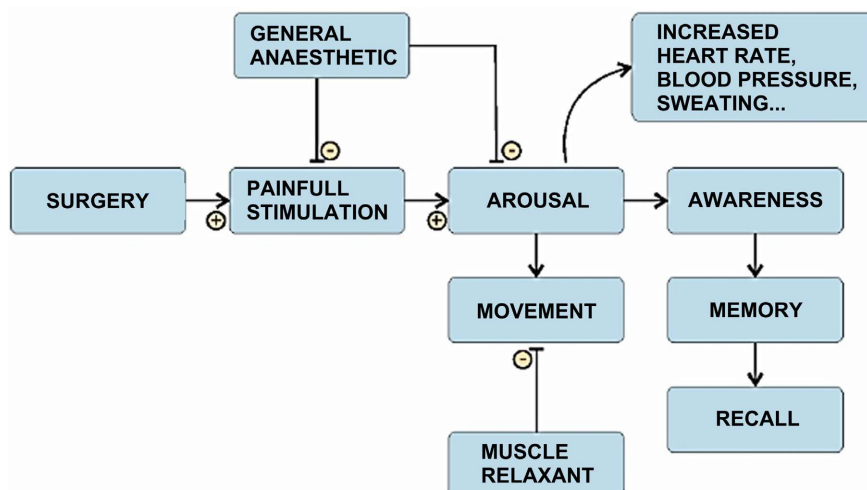 GENERAL
ANAESTHETIC
INCREASED
HEART RATE,
BLOOD PRESSURE,
SWEATING...
-
-
SURGERY
+
PAINFULL
STIMULATION
+
AROUSAL
AWARENESS
MOVEMENT
MEMORY
-
RECALL
MUSCLE
RELAXANT